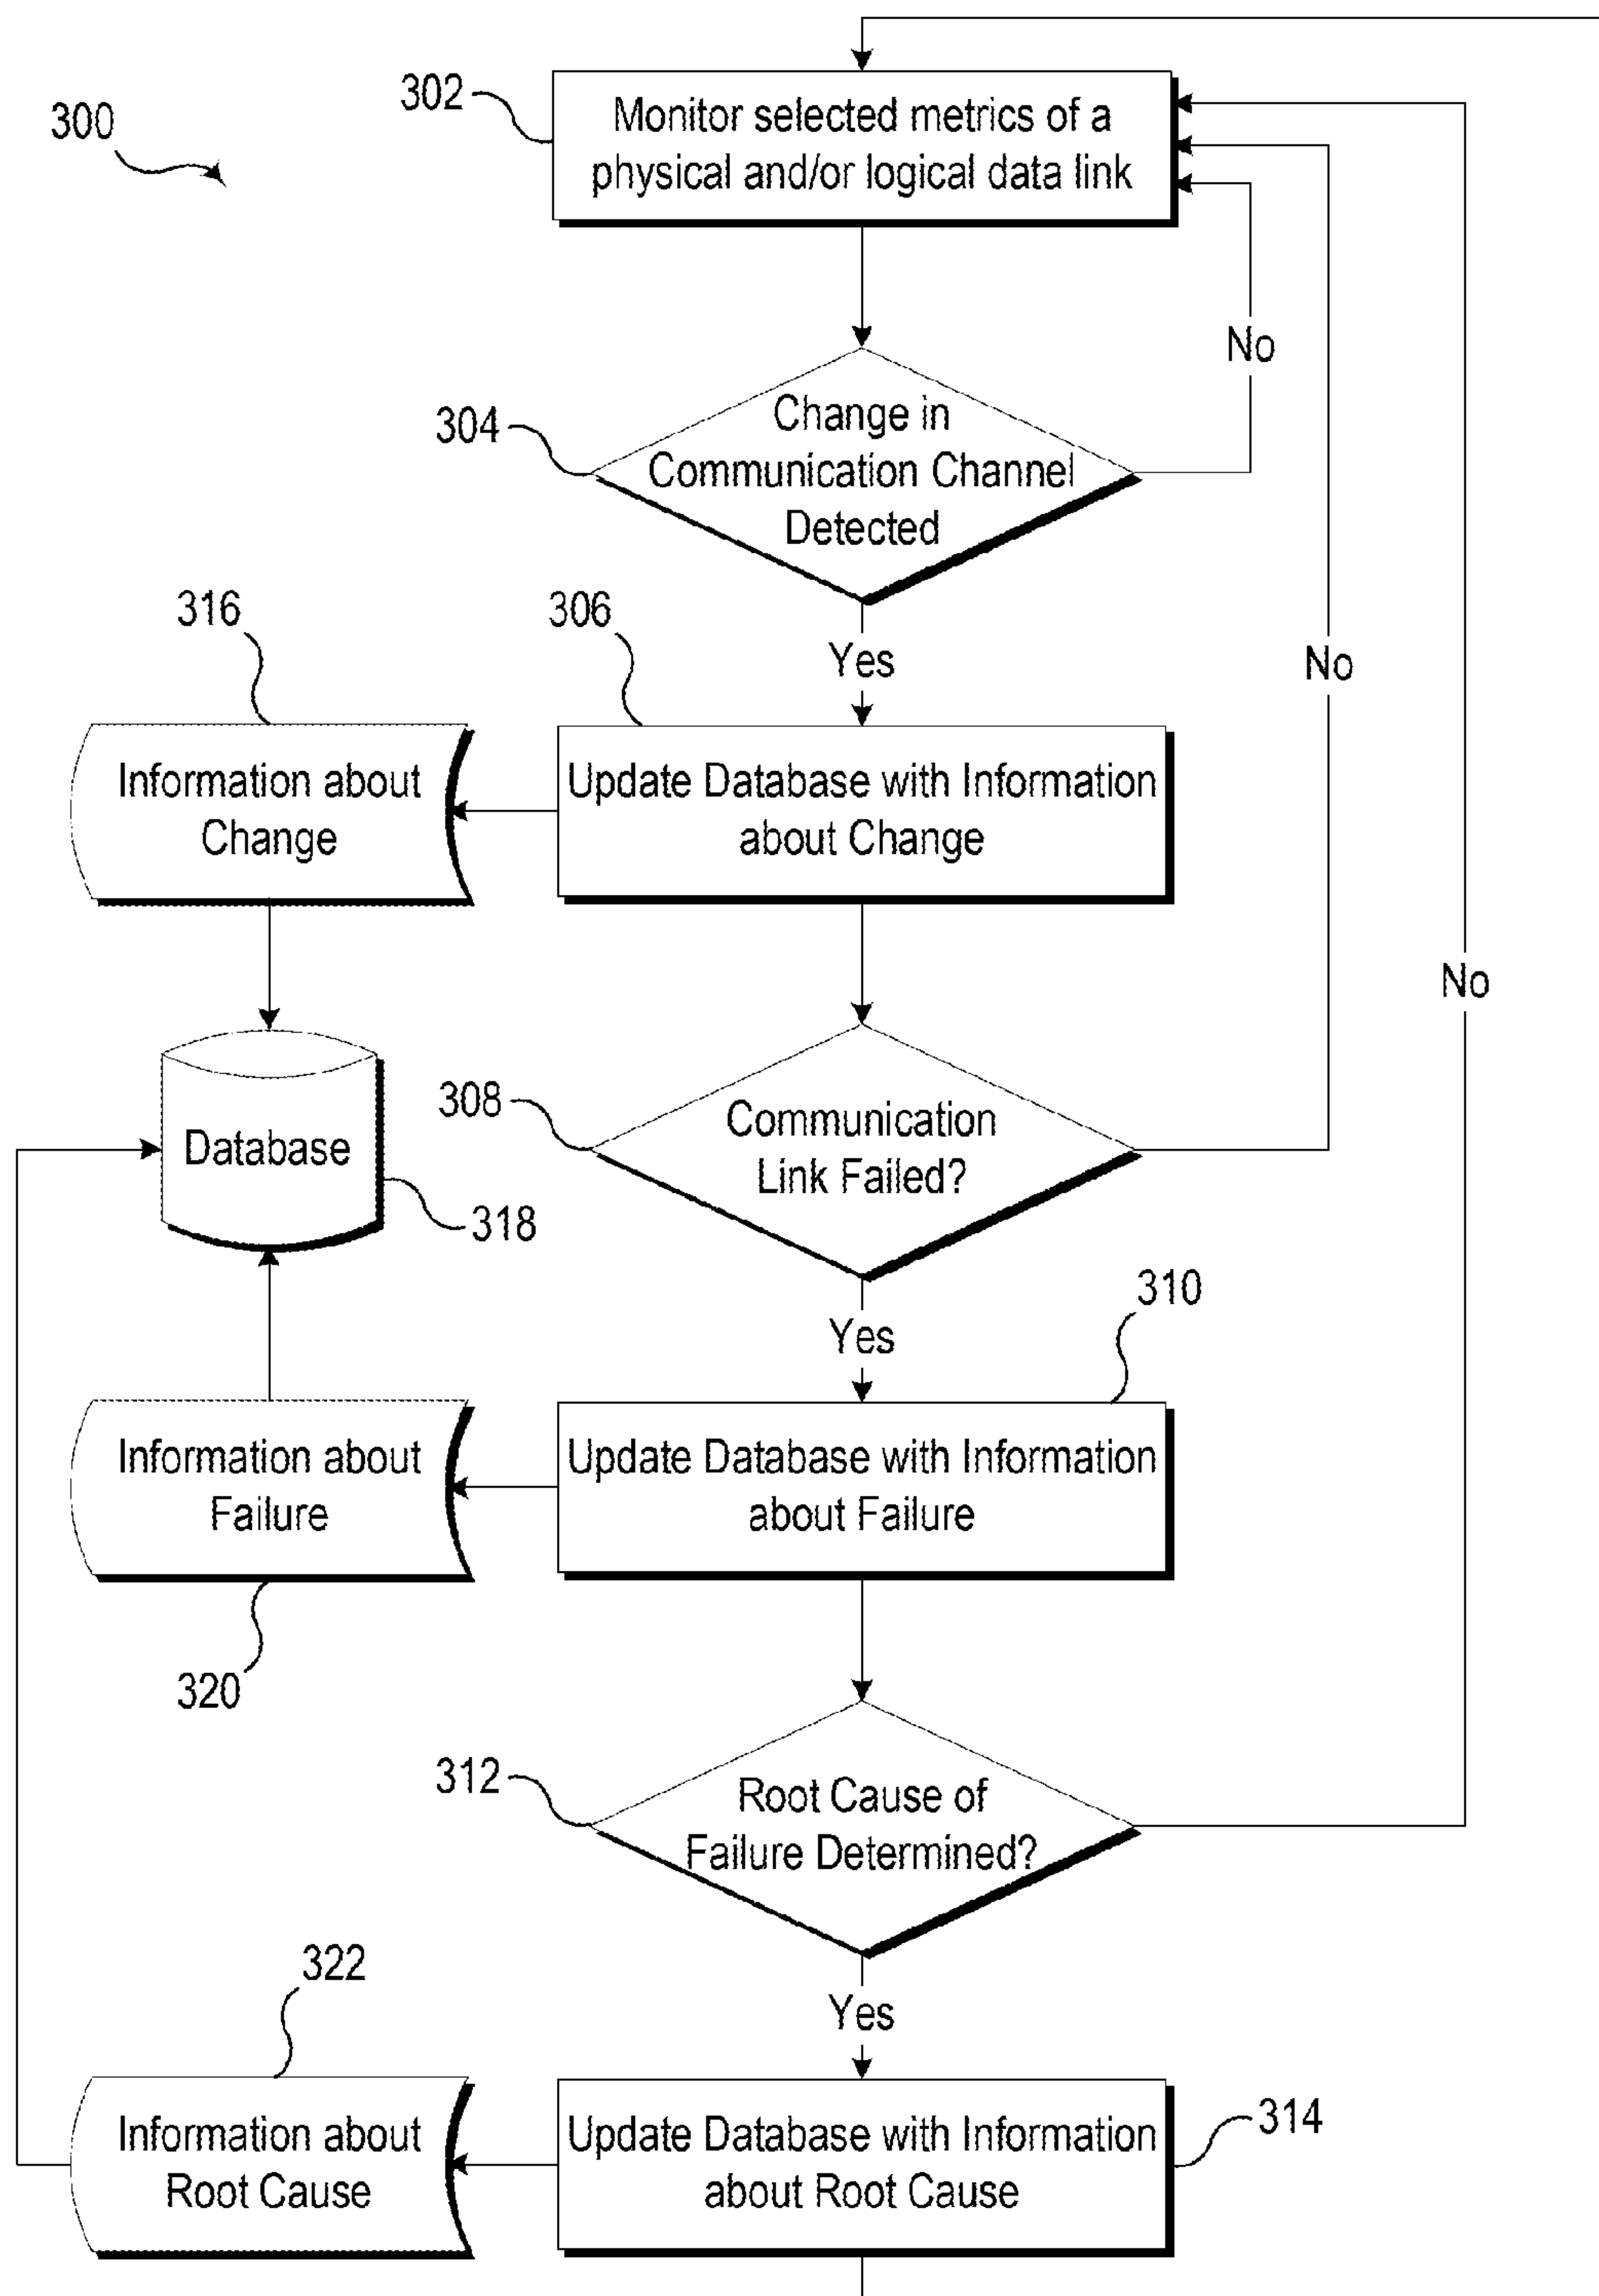 300
302
Monitor selected metrics of a
physical and/or logical data link
No
304
Change in
Communication Channel
Detected
316
306
Yes
No
Information about
Change
Update Database with Information
about Change
No
308
Communication
Link Failed?
Database
318
310
Yes
Information about
Failure
Update Database with Information
about Failure
320
312
Root Cause of
Failure Determined?
322
Yes
Information about
Root Cause
Update Database with Information
about Root Cause
314